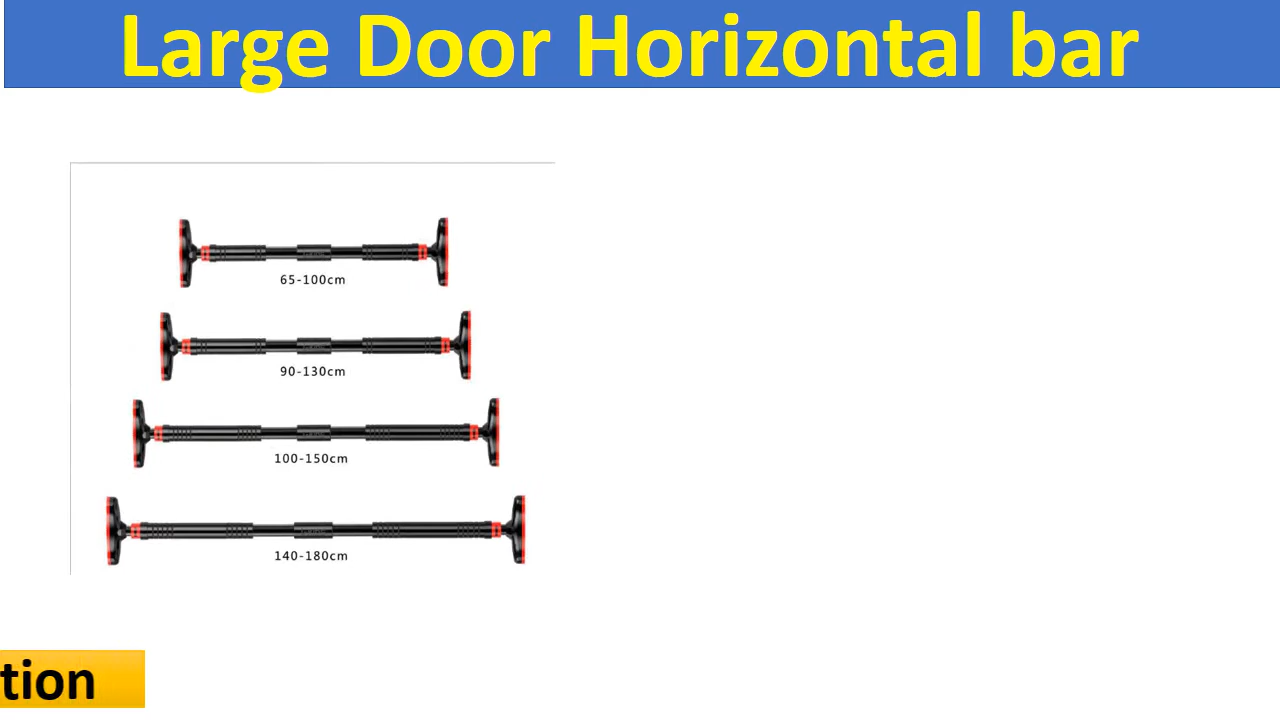 Large Door Horizontal bar
65-100cm
90-130cm
100-150cm
140-180cm
tion